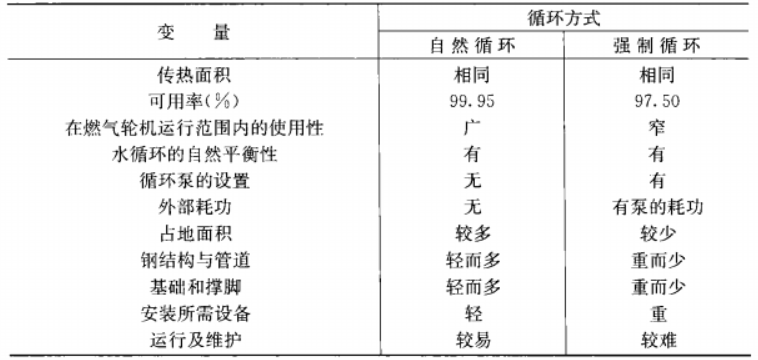 变 量 循环方式
自然循环 强制循环
传热面积 相同 相同
可用率(%) 99.95 97.50
在燃气轮机运行范围内的使用性 广 窄
水循环的自然平衡性 有 有
循环泵的设置 无 有
外部耗功 无 有泵的耗功
占地面积 较多 较少
钢结构与管道 轻而多 重而少
基础和撑脚 轻而多 重而少
安装所需设备 轻 重
运行及维护 较易 较难